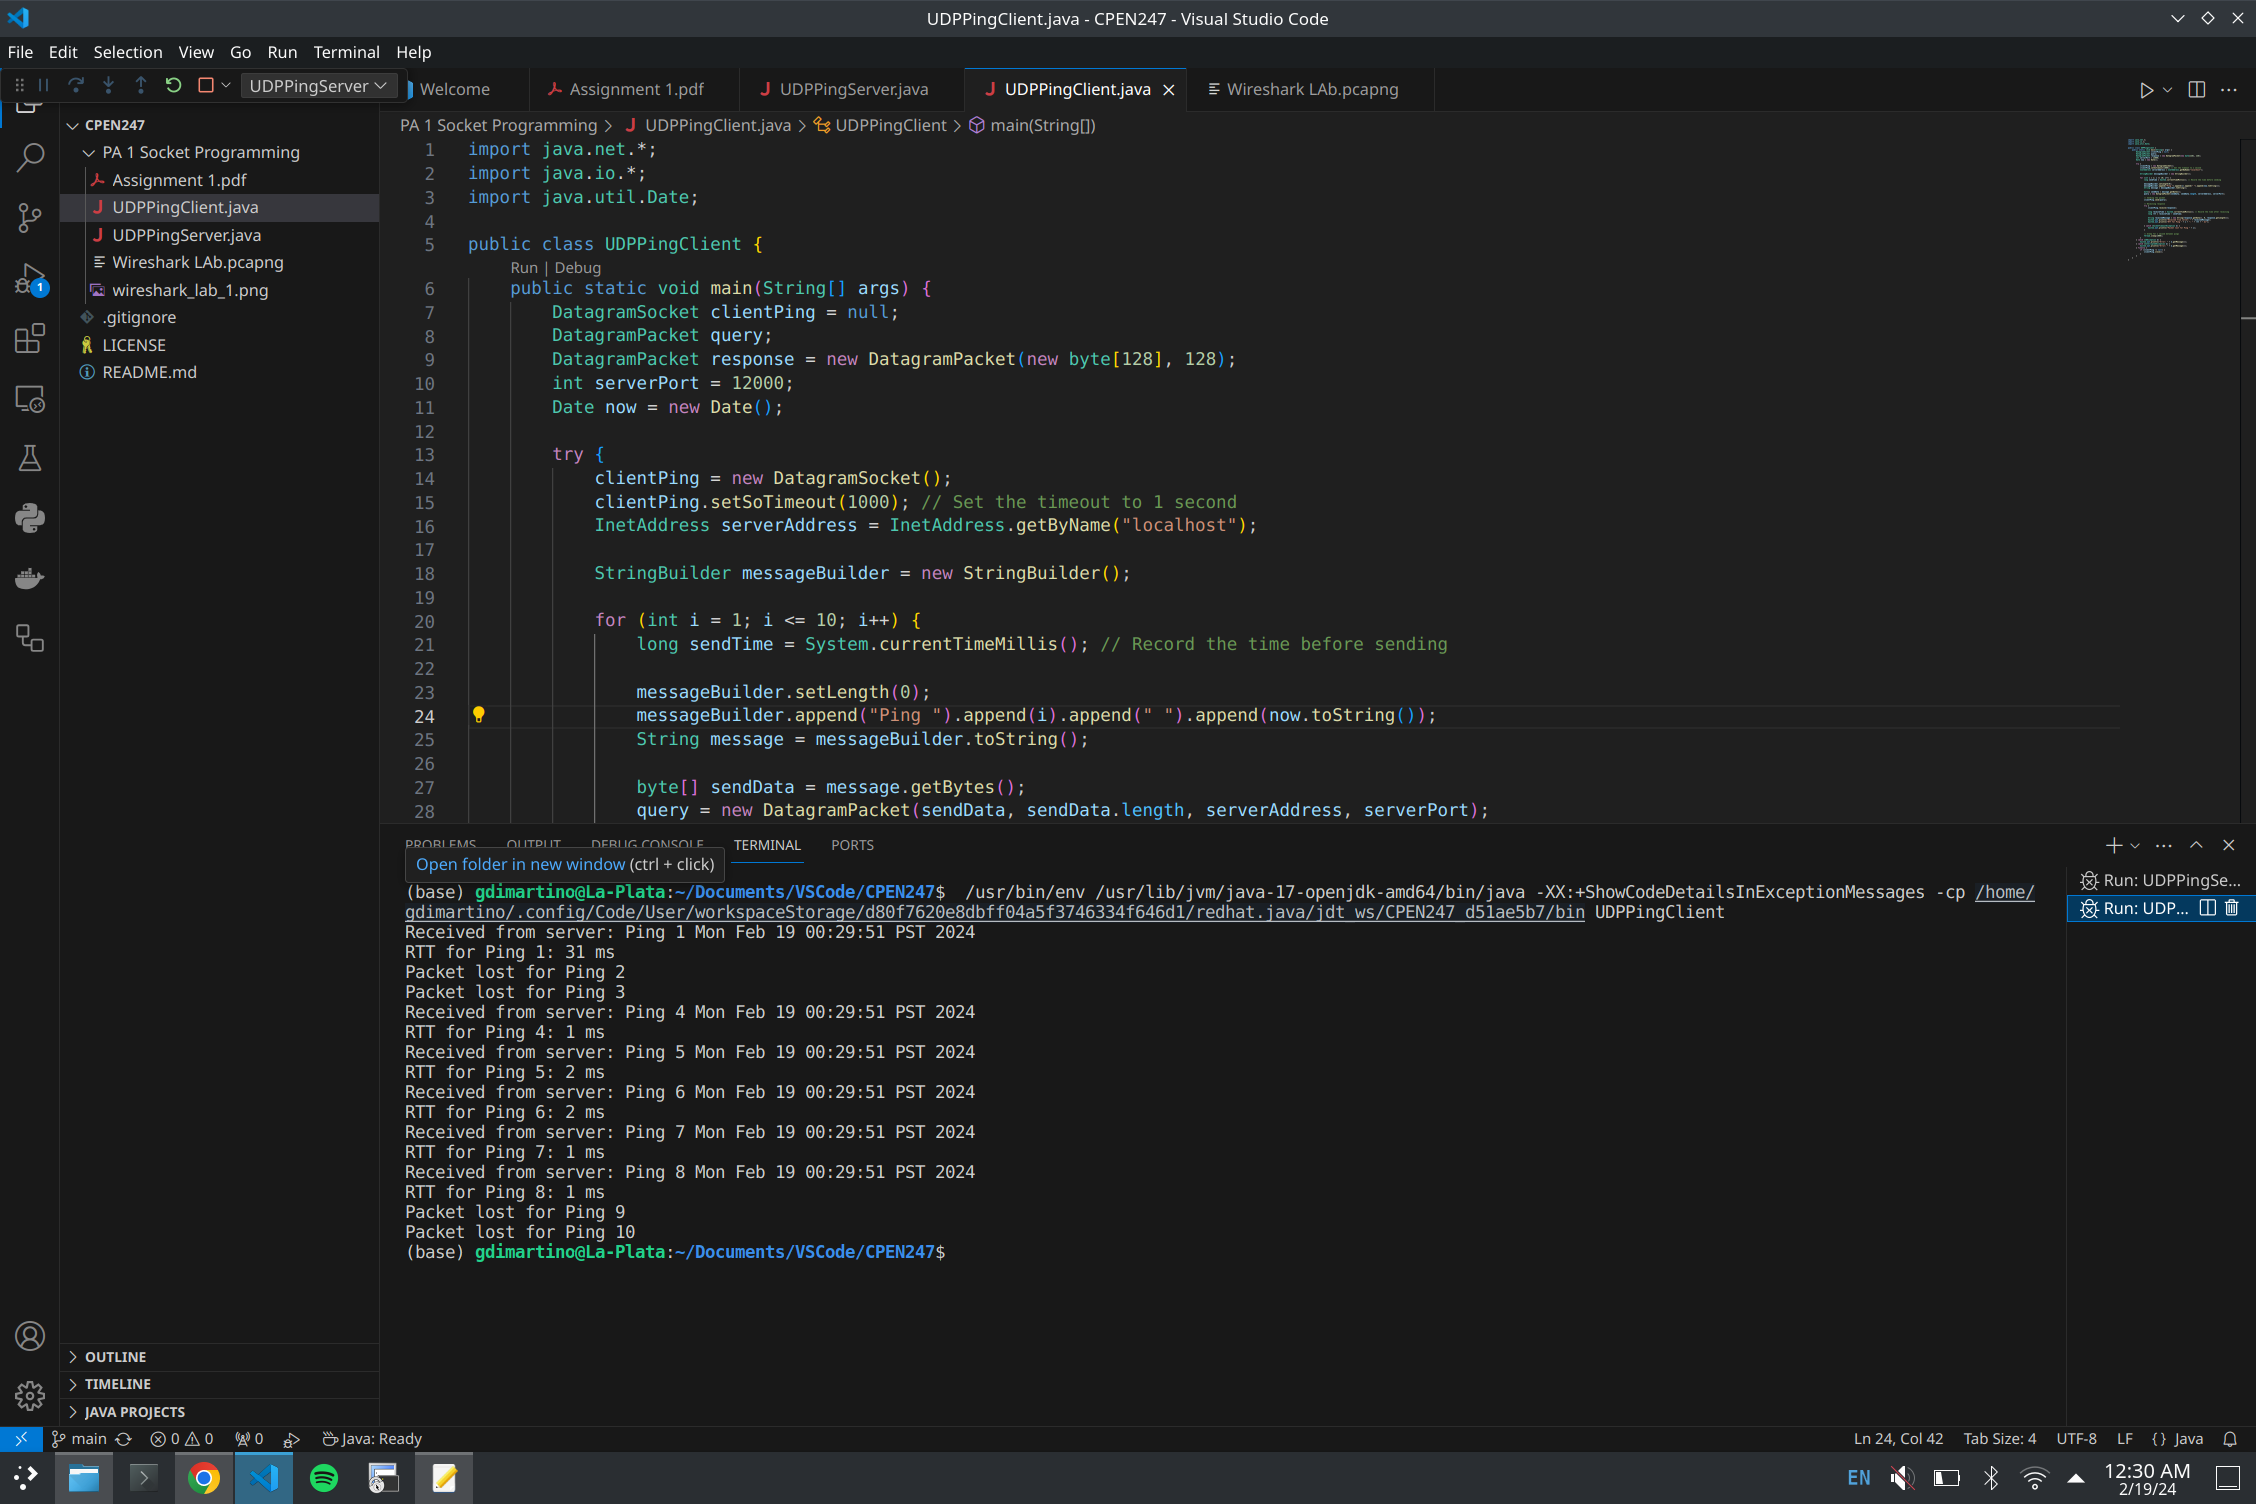 UDPPingClient.java - CPEN247 - Visual Studio Code
File Edit Selection View Go Run Terminal Help
UDPPingServer
Welcome
Assignment 1.pdf
UDPPingServer.java
UDPPingClient.java
Wireshark LAb.pcapng
CPEN247
PA 1 Socket Programming
Assignment 1.pdf
UDPPingClient.java
UDPPingServer.java
Wireshark LAb.pcapng
wireshark_lab_1.png
.gitignore
LICENSE
README.md
OUTLINE
TIMELINE
JAVA PROJECTS
PA 1 Socket Programming > UDPPingClient.java > UDPPingClient > main(String[])
1 import java.net.*;
2 import java.io.*;
3 import java.util.Date;
4
5 public class UDPPingClient {
Run | Debug
6 public static void main(String[] args) {
7 DatagramSocket clientPing = null;
8 DatagramPacket query;
9 DatagramPacket response = new DatagramPacket(new byte[128], 128);
10 int serverPort = 12000;
11 Date now = new Date();
12
13 try {
14 clientPing = new DatagramSocket();
15 clientPing.setSoTimeout(1000); // Set the timeout to 1 second
16 InetAddress serverAddress = InetAddress.getByName("localhost");
17
18 StringBuilder messageBuilder = new StringBuilder();
19
20 for (int i = 1; i <= 10; i++) {
21 long sendTime = System.currentTimeMillis(); // Record the time before sending
22
23 messageBuilder.setLength(0);
24 messageBuilder.append("Ping ").append(i).append(" ").append(now.toString());
25 String message = messageBuilder.toString();
26
27 byte[] sendData = message.getBytes();
28 query = new DatagramPacket(sendData, sendData.length, serverAddress, serverPort);
PROBLEMS OUTPUT DEBUG CONSOLE TERMINAL PORTS
Open folder in new window (ctrl + click)
(base) gdimartino@La-Plata:~/Documents/VSCode/CPEN247$ /usr/bin/env /usr/lib/jvm/java-17-openjdk-amd64/bin/java -XX:+ShowCodeDetailsInExceptionMessages -cp /home/
gdimartino/.config/Code/User/workspaceStorage/d80f7620e8dbff04a5f3746334f646d1/redhat.java/jdt_ws/CPEN247_d51ae5b7/bin UDPPingClient
Received from server: Ping 1 Mon Feb 19 00:29:51 PST 2024
RTT for Ping 1: 31 ms
Packet lost for Ping 2
Packet lost for Ping 3
Received from server: Ping 4 Mon Feb 19 00:29:51 PST 2024
RTT for Ping 4: 1 ms
Received from server: Ping 5 Mon Feb 19 00:29:51 PST 2024
RTT for Ping 5: 2 ms
Received from server: Ping 6 Mon Feb 19 00:29:51 PST 2024
RTT for Ping 6: 2 ms
Received from server: Ping 7 Mon Feb 19 00:29:51 PST 2024
RTT for Ping 7: 1 ms
Received from server: Ping 8 Mon Feb 19 00:29:51 PST 2024
RTT for Ping 8: 1 ms
Packet lost for Ping 9
Packet lost for Ping 10
(base) gdimartino@La-Plata:~/Documents/VSCode/CPEN247$
Run: UDPPingSe...
Run: UDP...
main 0 0 0 Java: Ready
Ln 24, Col 42 Tab Size: 4 UTF-8 LF {} Java
EN
12:30 AM
2/19/24